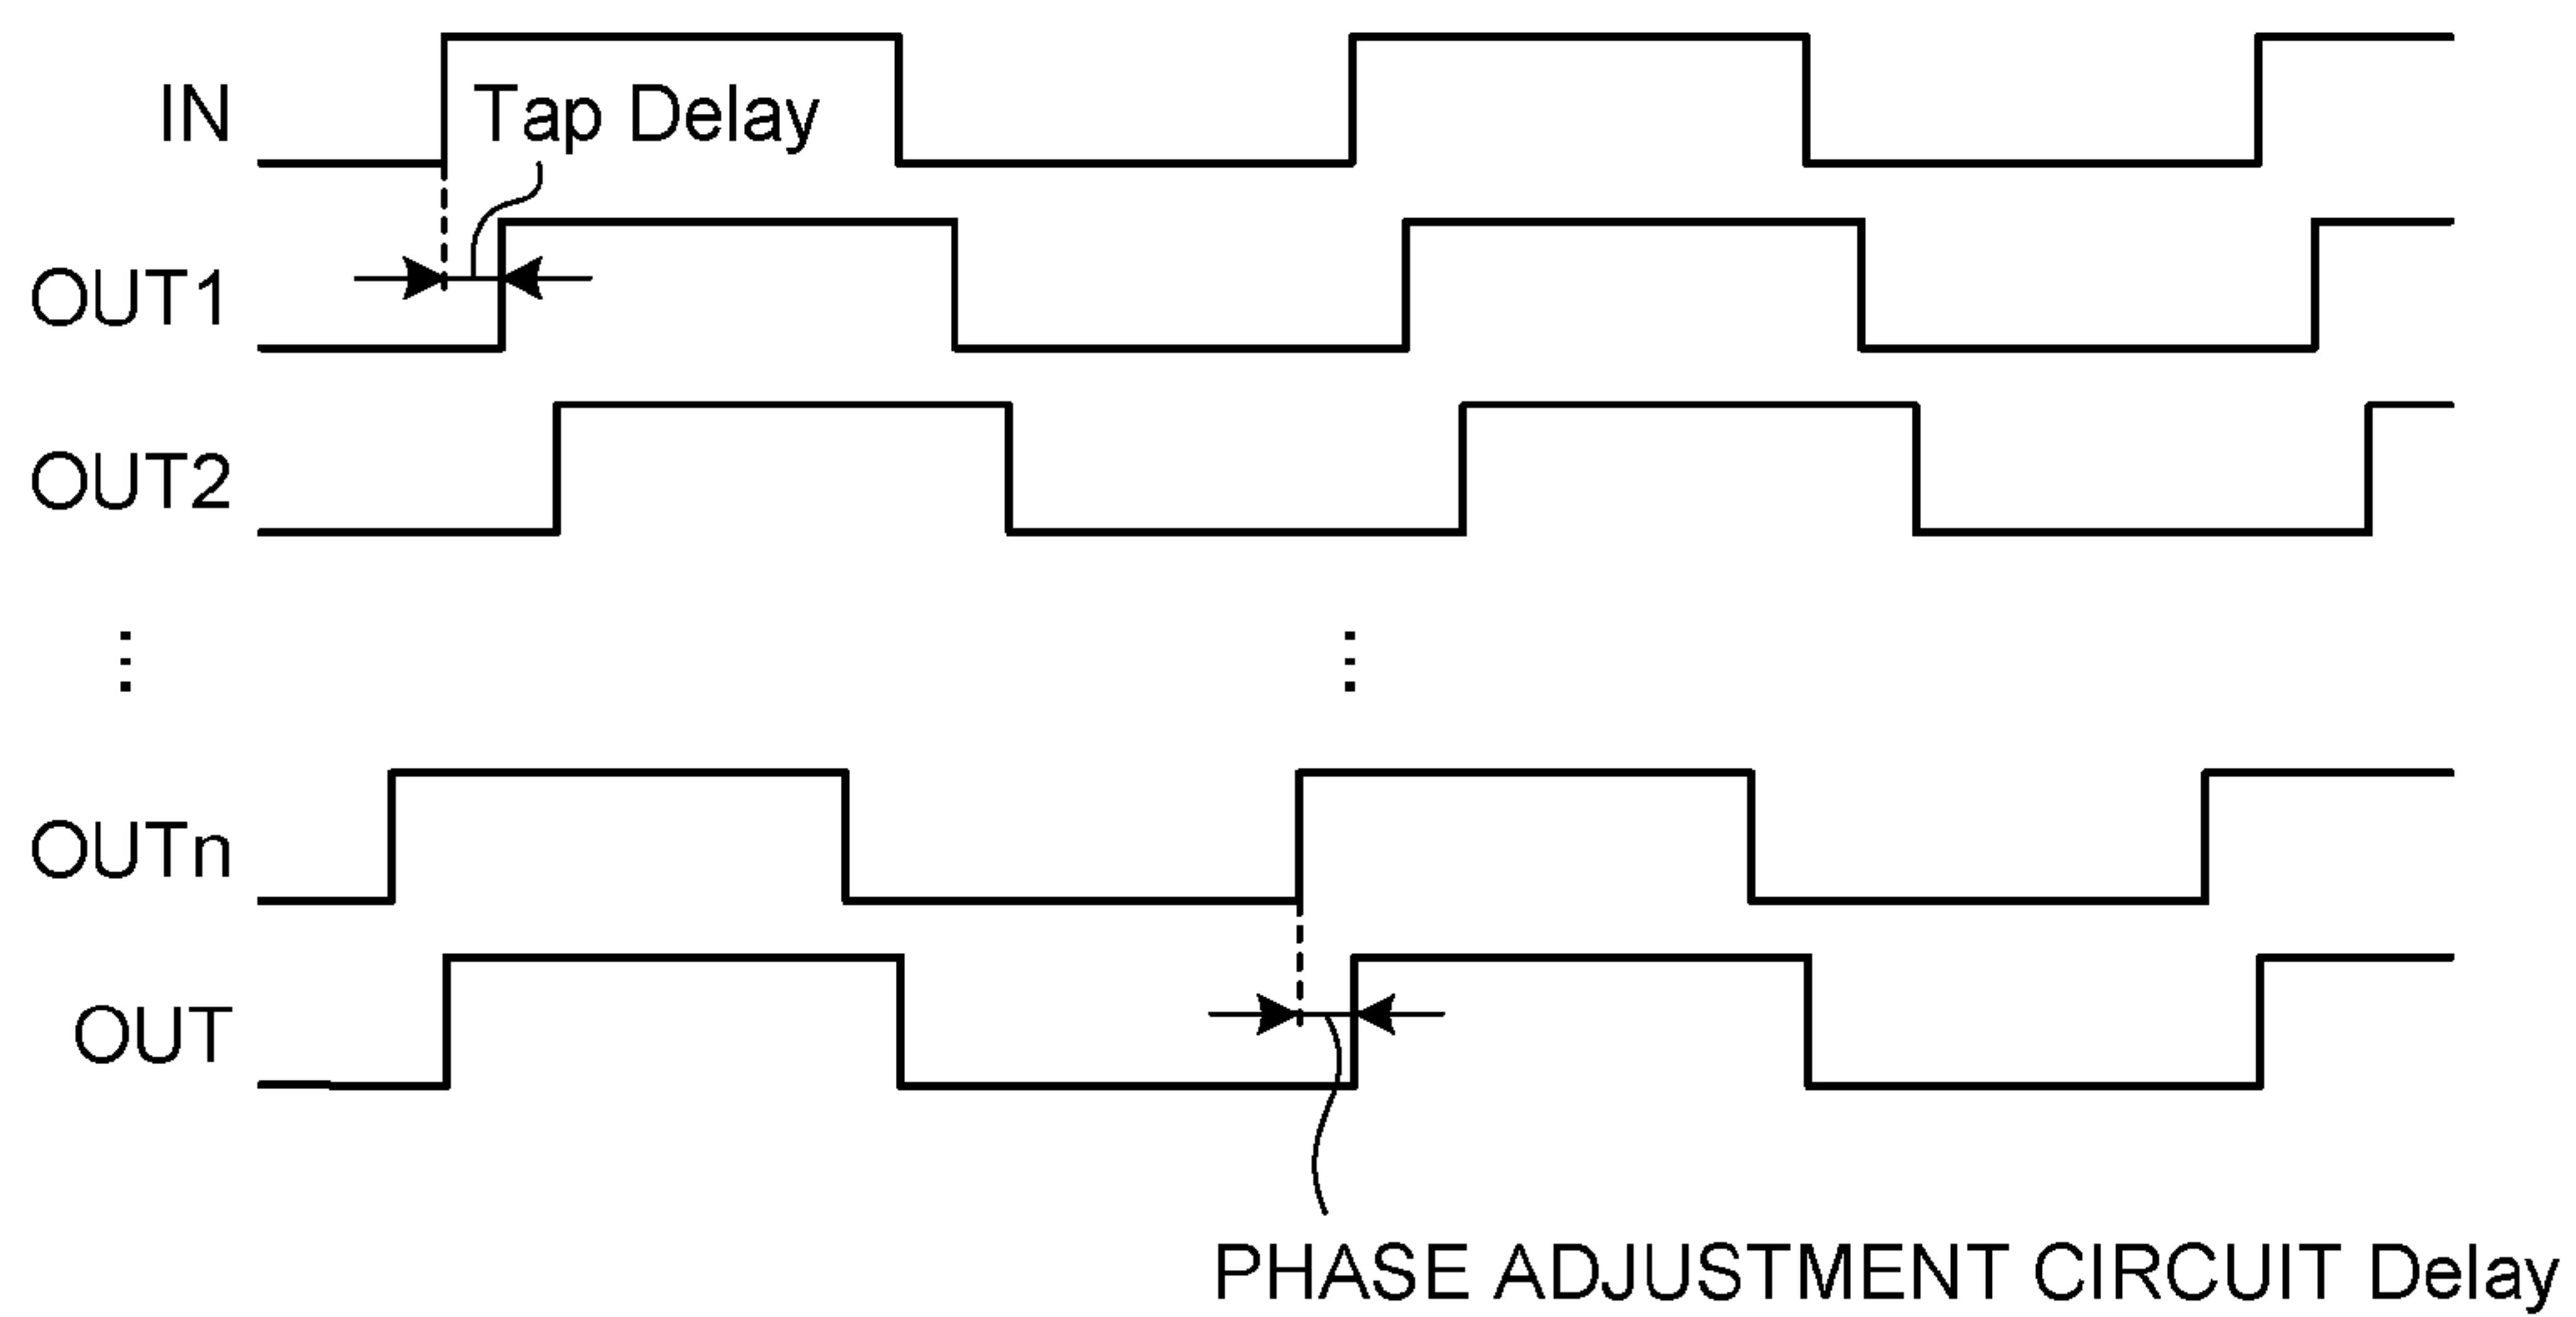 IN
Tap Delay
OUT1
OUT2
OUTn
OUT
PHASE ADJUSTMENT CIRCUIT Delay